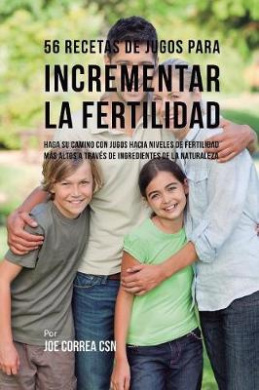 56 RECETAS DE JUGOS PARA
INCREMENTAR
LA FERTILIDAD
HAGA SU CAMINO CON JUGOS HACIA NIVELES DE FERTILIDAD
MÁS ALTOS A TRAVÉS DE INGREDIENTES DE LA NATURALEZA
Por
JOE CORREA CSN